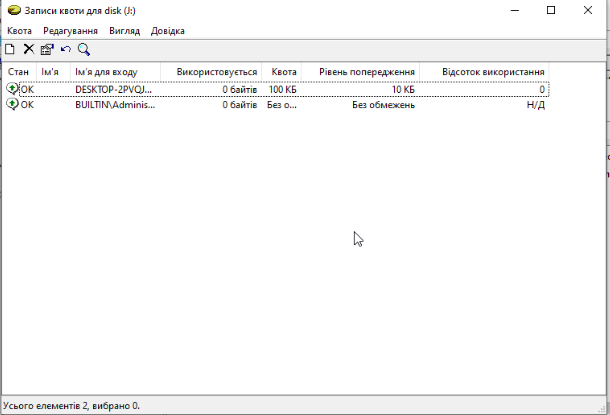 Записи квоти для disk (J:)
Квота Редагування Вигляд Довідка
Стан Ім'я Ім'я для входу Використовується Квота Рівень попередження Відсоток використання
OK DESKTOP-2PVQJ... 0 байтів 100 КБ 10 КБ 0
OK BUILTIN\Adminis... 0 байтів Без о... Без обмежень Н/Д
Усього елементів 2, вибрано 0.